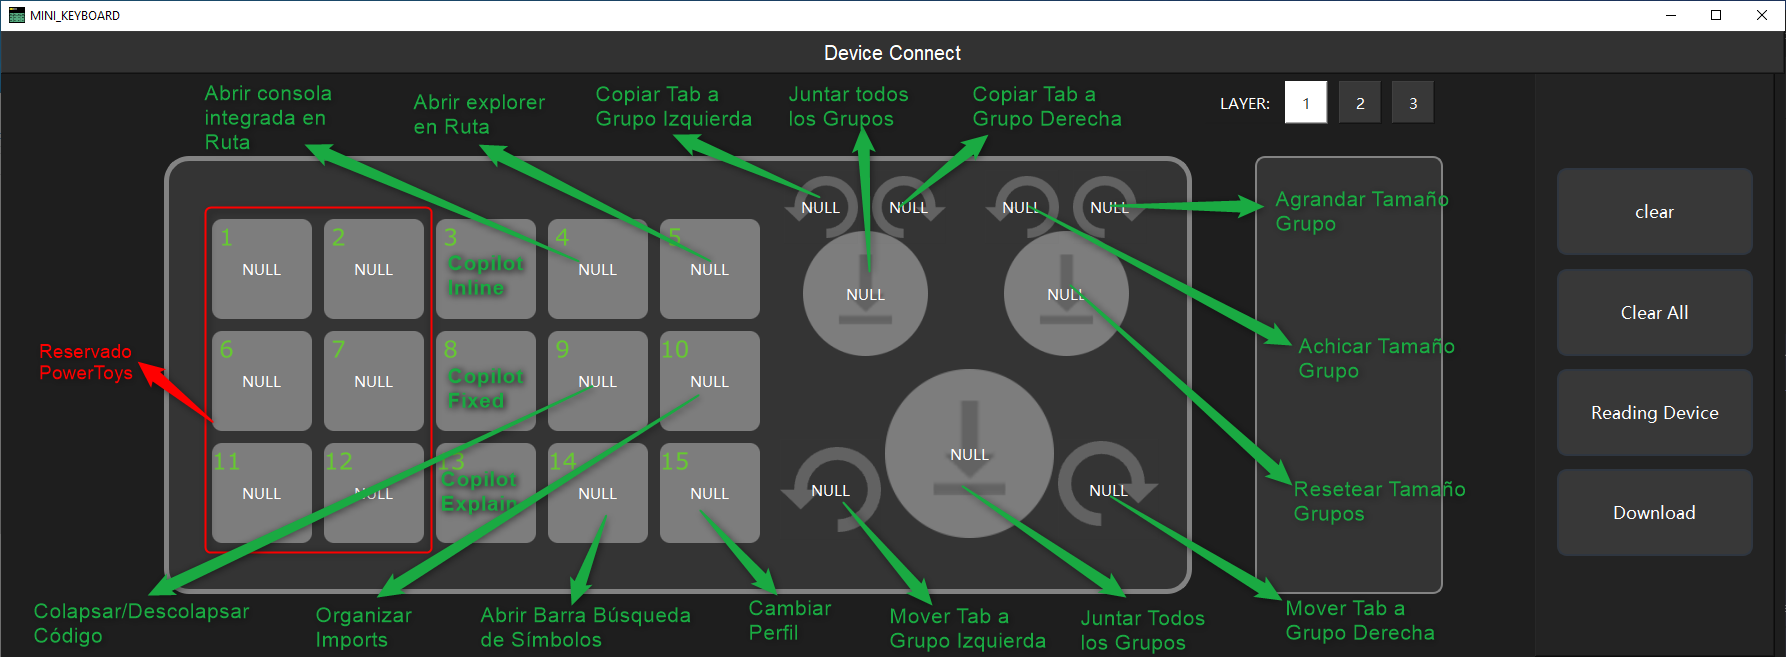 MINI_KEYBOARD
Device Connect
Abrir consola
integrada en
Ruta
Abrir explorer
en Ruta
Copiar Tab a
Grupo Izquierda
Juntar todos
los Grupos
Copiar Tab a
Grupo Derecha
LAYER:
1
2
3
NULL
NULL
NULL
NULL
Agrandar Tamaño
Grupo
clear
1
NULL
2
NULL
3
Copilot
Inline
4
NULL
5
NULL
NULL
NULL
Clear All
Reservado
PowerToys
6
NULL
7
NULL
8
Copilot
Fixed
9
NULL
10
NULL
Achicar Tamaño
Grupo
Reading Device
11
NULL
12
NULL
13
Copilot
Explain
14
NULL
15
NULL
NULL
NULL
NULL
Resetear Tamaño
Grupos
Download
Colapsar/Descolapsar
Código
Organizar
Imports
Abrir Barra Búsqueda
de Símbolos
Cambiar
Perfil
Mover Tab a
Grupo Izquierda
Juntar Todos
los Grupos
Mover Tab a
Grupo Derecha